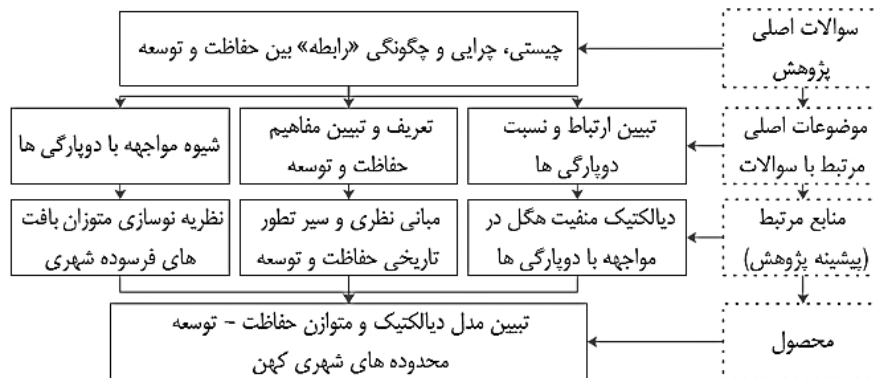 سوالات اصلی
پژوهش
چیستی، چرایی و چگونگی «رابطه» بین حفاظت و توسعه
موضوعات اصلی
مرتبط با سوالات
تبیین ارتباط و نسبت
دوپارگی ها
تعریف و تبیین مفاهیم
حفاظت و توسعه
شیوه مواجهه با دوپارگی ها
منابع مرتبط
(پیشینه پژوهش)
دیالکتیک منفیت هگل در
مواجهه با دوپارگی ها
مبانی نظری و سیر تطور
تاریخی حفاظت و توسعه
نظریه نوسازی متوزان بافت
های فرسوده شهری
محصول
تبیین مدل دیالکتیک و متوازن حفاظت – توسعه
محدوده های شهری کهن